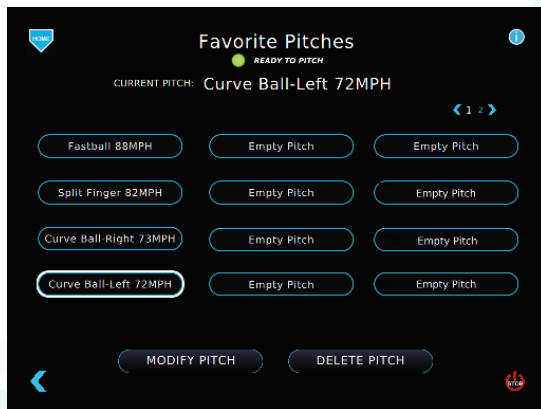 HOME
Favorite Pitches
READY TO PITCH
CURRENT PITCH: Curve Ball-Left 72MPH
1 2
Fastball 88MPH Empty Pitch Empty Pitch
Split Finger 82MPH Empty Pitch Empty Pitch
Curve Ball-Right 73MPH Empty Pitch Empty Pitch
Curve Ball-Left 72MPH Empty Pitch Empty Pitch
MODIFY PITCH DELETE PITCH
STOP